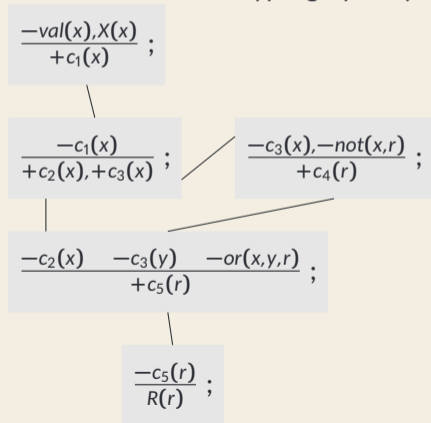 −val(x),X(x)
+c₁(x) ;
−c₁(x)
+c₂(x),+c₃(x) ;
−c₃(x),−not(x,r)
+c₄(r) ;
−c₂(x) −c₃(y) −or(x,y,r)
+c₅(r) ;
−c₅(r)
R(r) ;